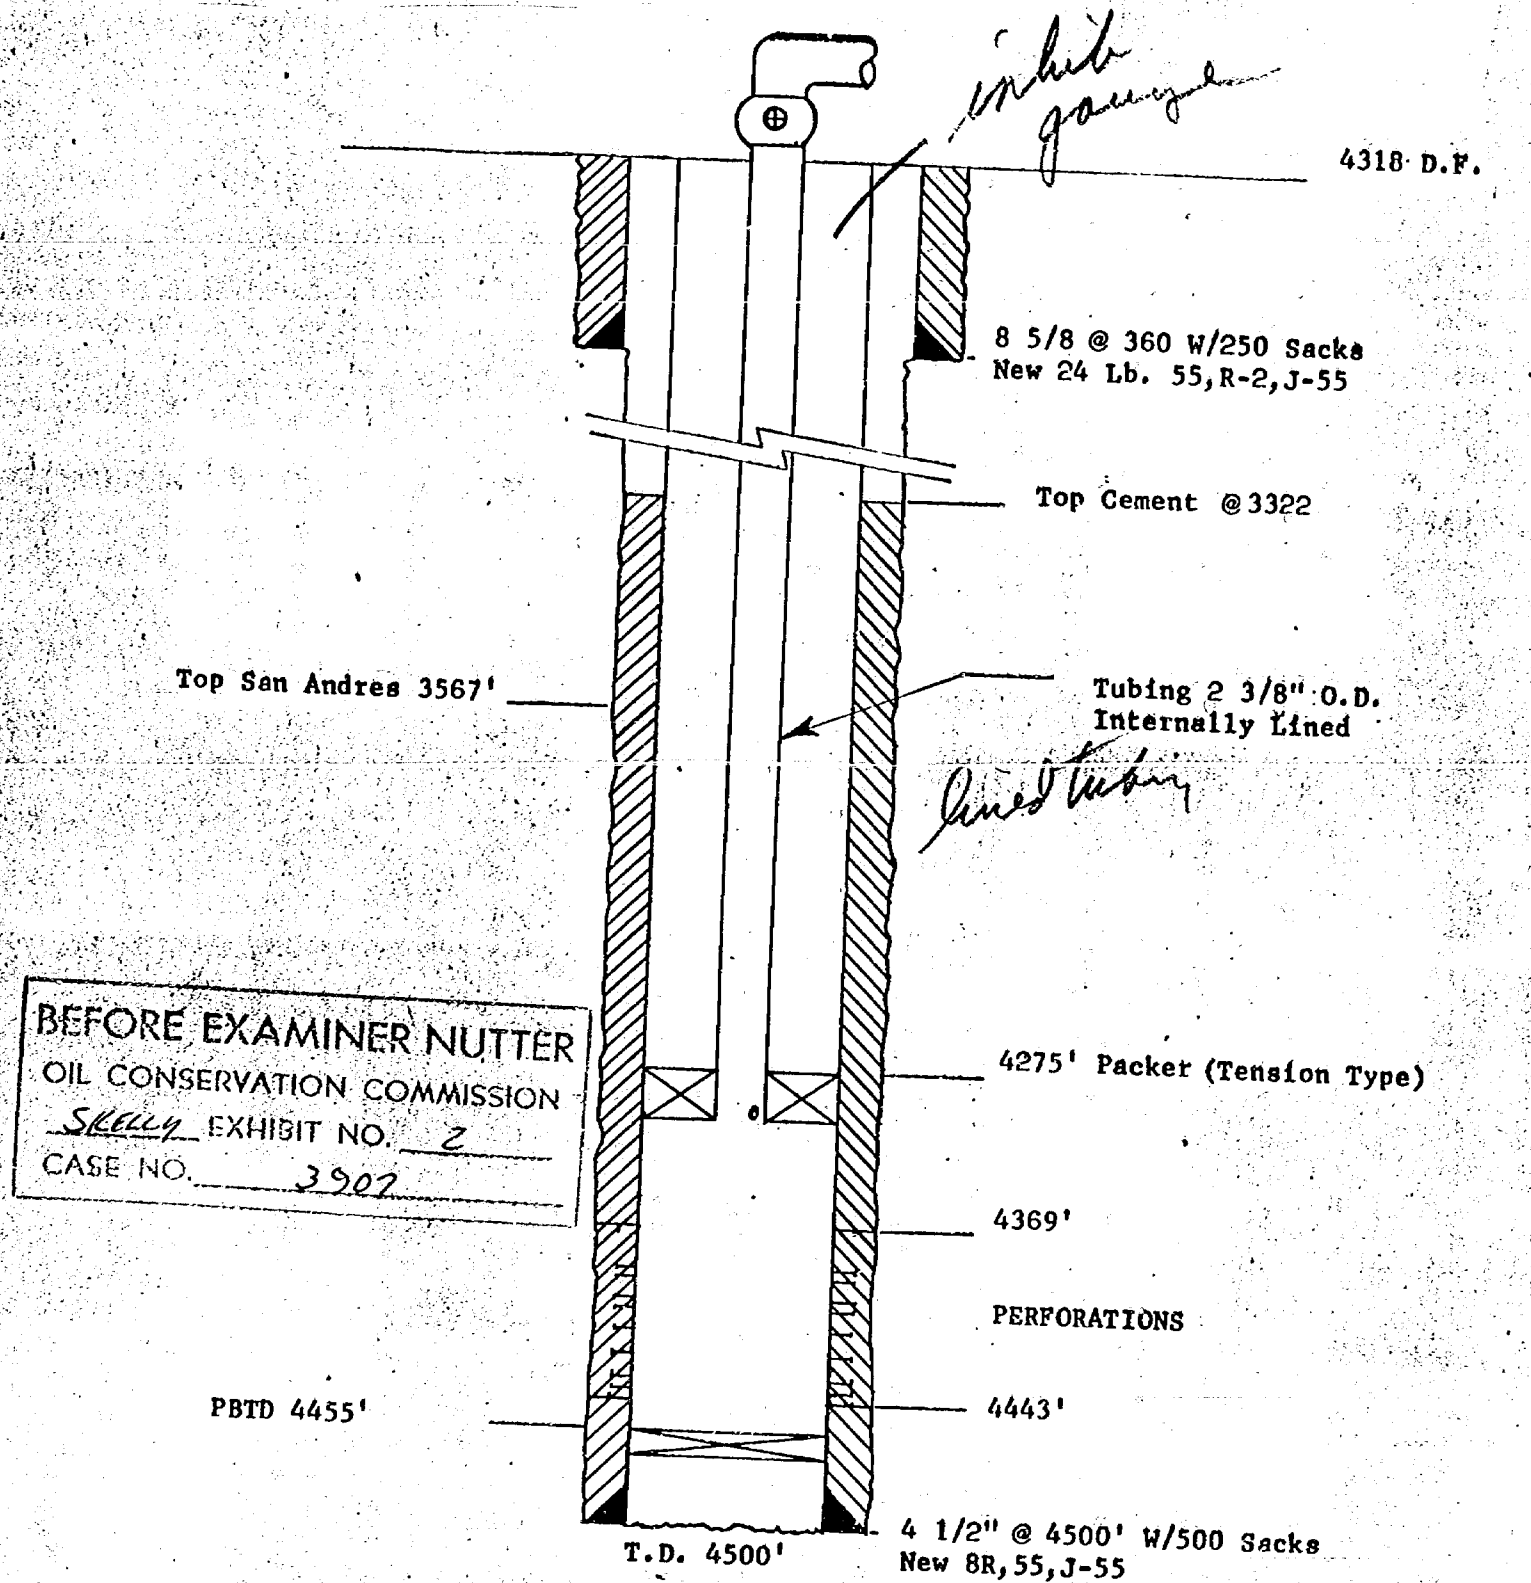 inhib
gauge
4318 D.F.
8 5/8 @ 360 W/250 Sacks
New 24 Lb. 55,R-2,J-55
Top Cement @ 3322
Top San Andres 3567'
Tubing 2 3/8" O.D.
Internally Lined
lined tubing
BEFORE EXAMINER NUTTER
OIL CONSERVATION COMMISSION
SKELLY EXHIBIT NO. 2
CASE NO. 3907
4275' Packer (Tension Type)
4369'
PERFORATIONS
PBTD 4455'
4443'
4 1/2" @ 4500' W/500 Sacks
New 8R,55,J-55
T.D. 4500'